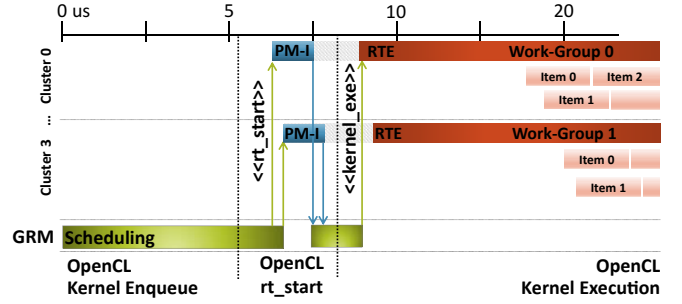 0 us 5 10 20
Cluster 0
PM-I RTE Work-Group 0
Item 0 Item 2
Item 1
...
<<rt_start>>
<<kernel_exe>>
Cluster 3
PM-I RTE Work-Group 1
Item 0
Item 1
GRM Scheduling
OpenCL OpenCL OpenCL
Kernel Enqueue rt_start Kernel Execution